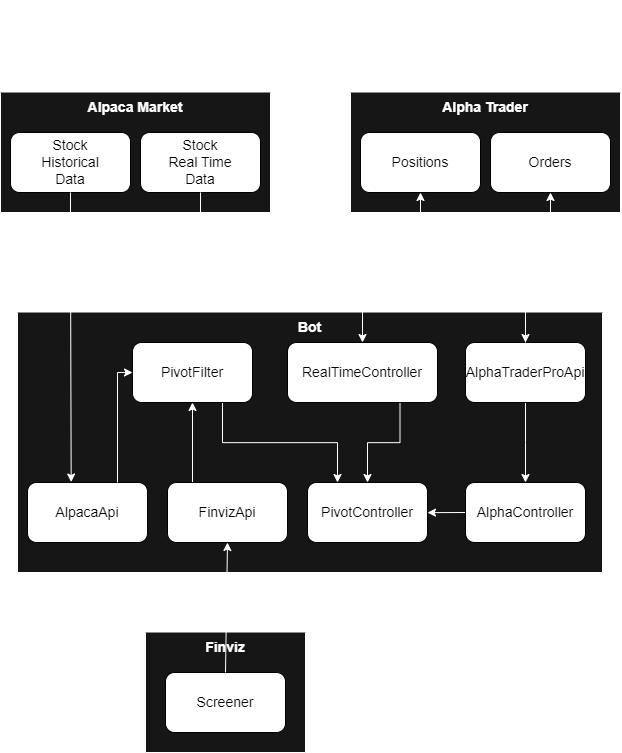 Alpaca Market
Alpha Trader
Stock
Historical
Data
Stock
Real Time
Data
Positions
Orders
Bot
PivotFilter
RealTimeController
AlphaTraderProApi
AlpacaApi
FinvizApi
PivotController
AlphaController
Finviz
Screener